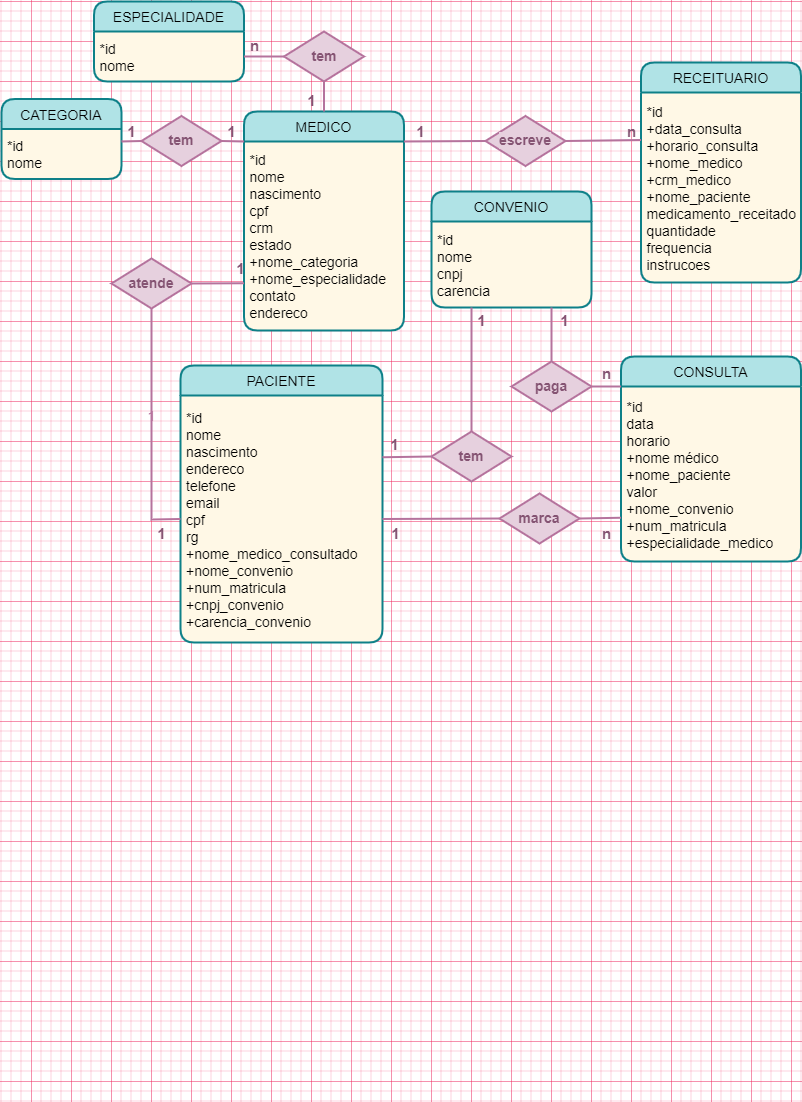 ESPECIALIDADE
*id
nome
n
tem
1
CATEGORIA
*id
nome
1
tem
1
MEDICO
*id
nome
nascimento
cpf
crm
estado
+nome_categoria
+nome_especialidade
contato
endereco
1
escreve
n
RECEITUARIO
*id
+data_consulta
+horario_consulta
+nome_medico
+crm_medico
+nome_paciente
medicamento_receitado
quantidade
frequencia
instrucoes
CONVENIO
*id
nome
cnpj
carencia
1
atende
1
1
1
1
paga
n
PACIENTE
*id
nome
nascimento
endereco
telefone
email
cpf
rg
+nome_medico_consultado
+nome_convenio
+num_matricula
+cnpj_convenio
+carencia_convenio
1
tem
1
marca
n
CONSULTA
*id
data
horario
+nome médico
+nome_paciente
valor
+nome_convenio
+num_matricula
+especialidade_medico
1